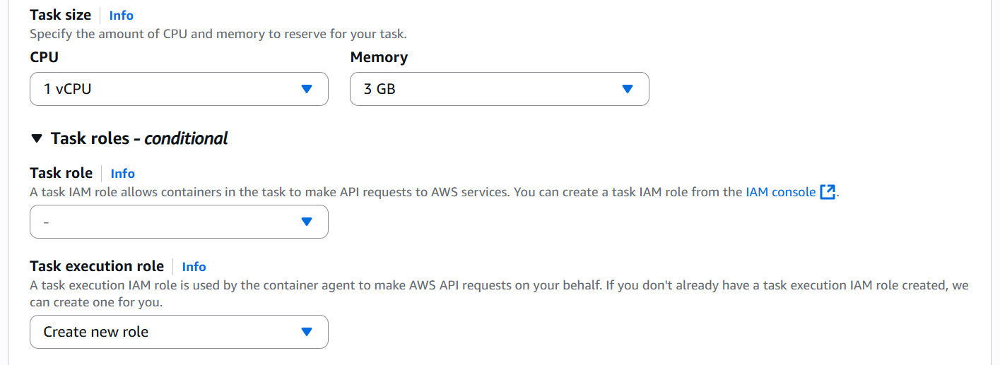 Task size Info
Specify the amount of CPU and memory to reserve for your task.
CPU Memory
1 vCPU 3 GB
Task roles - conditional
Task role Info
A task IAM role allows containers in the task to make API requests to AWS services. You can create a task IAM role from the IAM console.
-
Task execution role Info
A task execution IAM role is used by the container agent to make AWS API requests on your behalf. If you don't already have a task execution IAM role created, we
can create one for you.
Create new role